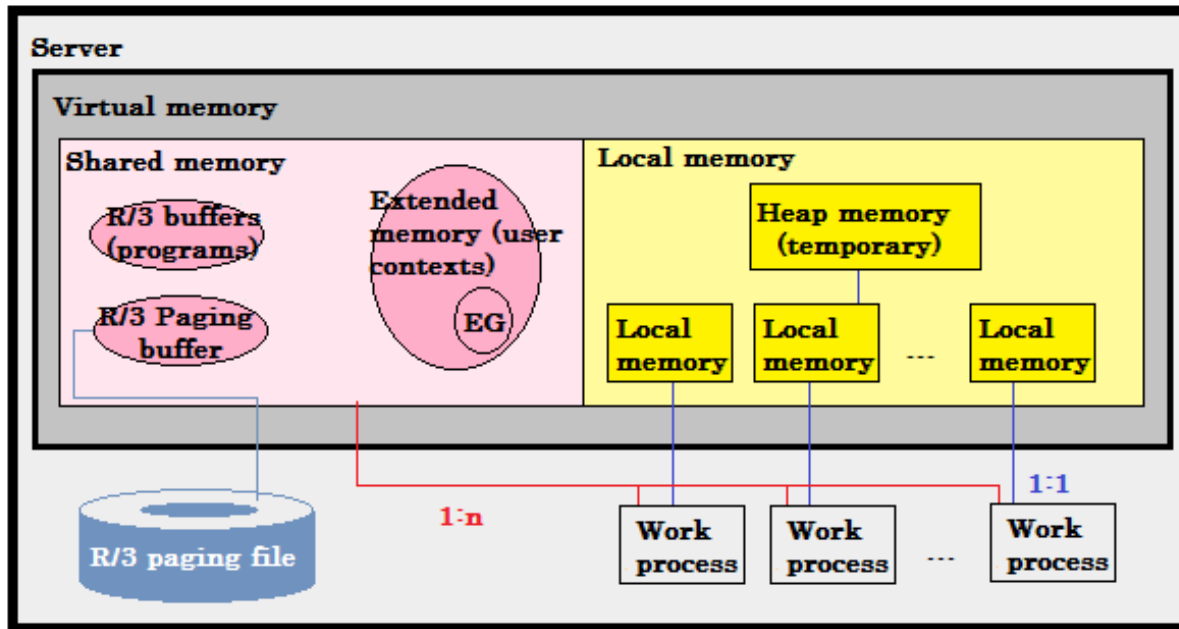 Server
Virtual memory
Shared memory
R/3 buffers
(programs)
Extended
memory (user
contexts)
EG
R/3 Paging
buffer
Local memory
Heap memory
(temporary)
Local
memory
Local
memory
...
Local
memory
1:n
1:1
R/3 paging file
Work
process
Work
process
...
Work
process